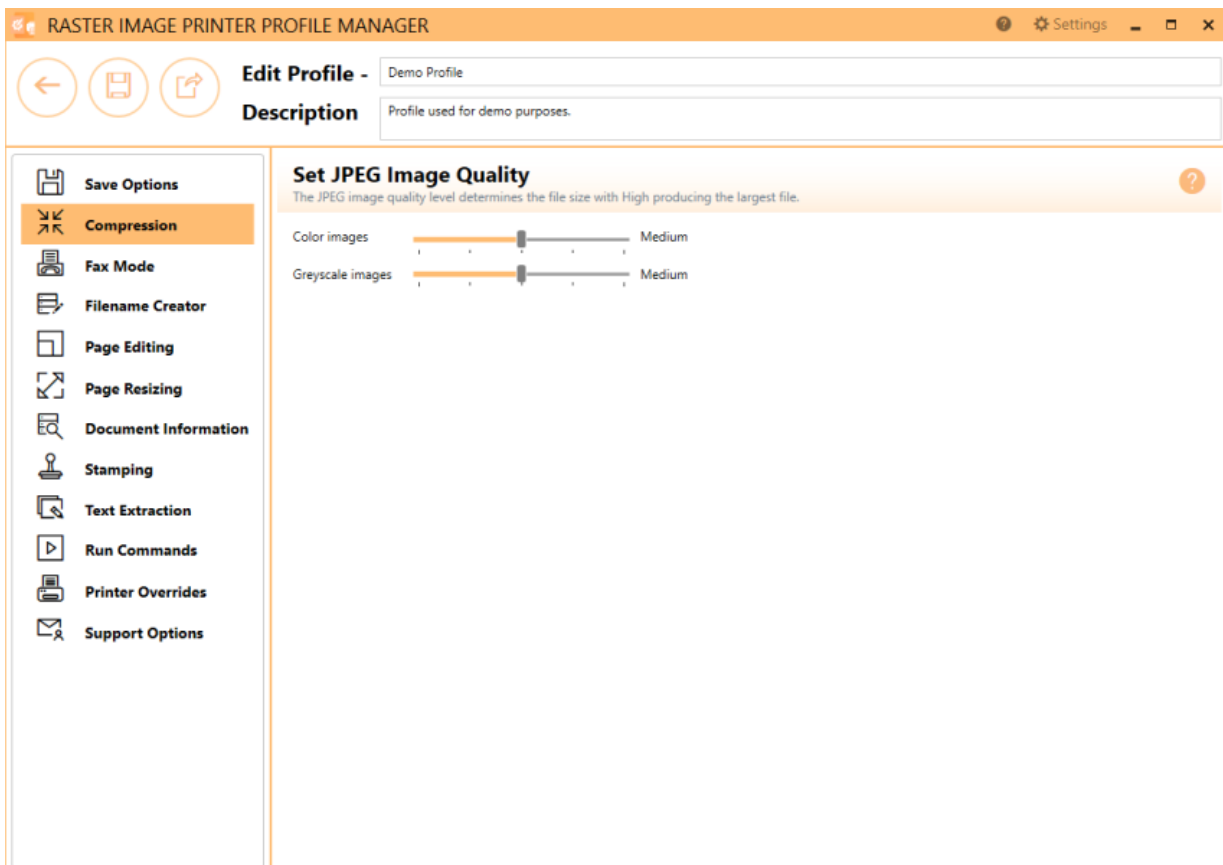 RASTER IMAGE PRINTER PROFILE MANAGER
? Settings
Edit Profile - Demo Profile
Description Profile used for demo purposes.
Save Options
Compression
Fax Mode
Filename Creator
Page Editing
Page Resizing
Document Information
Stamping
Text Extraction
Run Commands
Printer Overrides
Support Options
Set JPEG Image Quality
?
The JPEG image quality level determines the file size with High producing the largest file.
Color images Medium
Greyscale images Medium